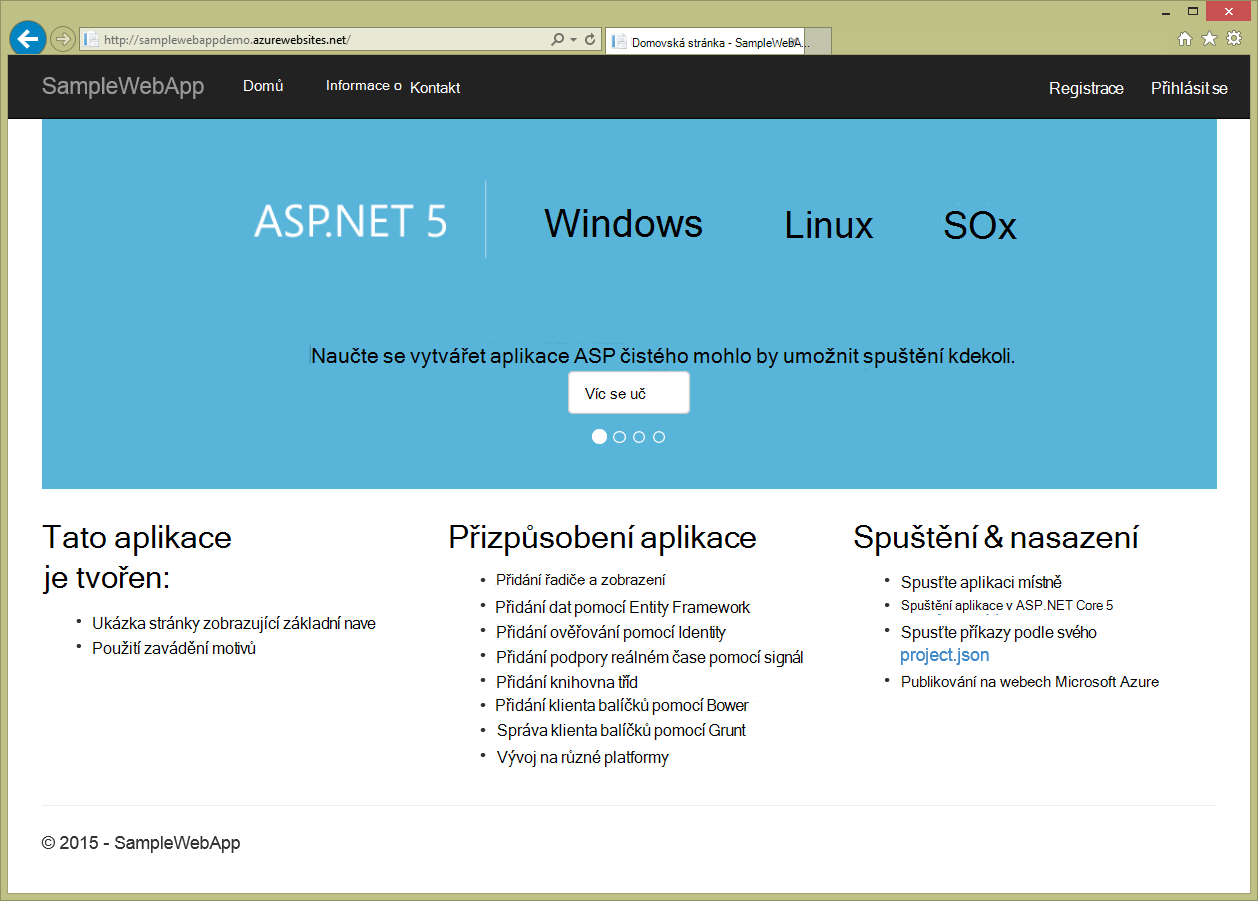 http://samplewebappdemo.azurewebsites.net/
Domovská stránka - SampleWebA...
SampleWebApp
Domů
Informace o
Kontakt
Registrace
Přihlásit se
ASP.NET 5
Windows
Linux
SOx
Naučte se vytvářet aplikace ASP čistého mohlo by umožnit spuštění kdekoli.
Víc se uč
Tato aplikace
je tvořen:
• Ukázka stránky zobrazující základní nave
• Použití zavádění motivů
Přizpůsobení aplikace
• Přidání řadiče a zobrazení
• Přidání dat pomocí Entity Framework
• Přidání ověřování pomocí Identity
• Přidání podpory reálném čase pomocí signál
• Přidání knihovna tříd
• Přidání klienta balíčků pomocí Bower
• Správa klienta balíčků pomocí Grunt
• Vývoj na různé platformy
Spuštění & nasazení
• Spusťte aplikaci místně
• Spuštění aplikace v ASP.NET Core 5
• Spusťte příkazy podle svého
project.json
• Publikování na webech Microsoft Azure
© 2015 - SampleWebApp